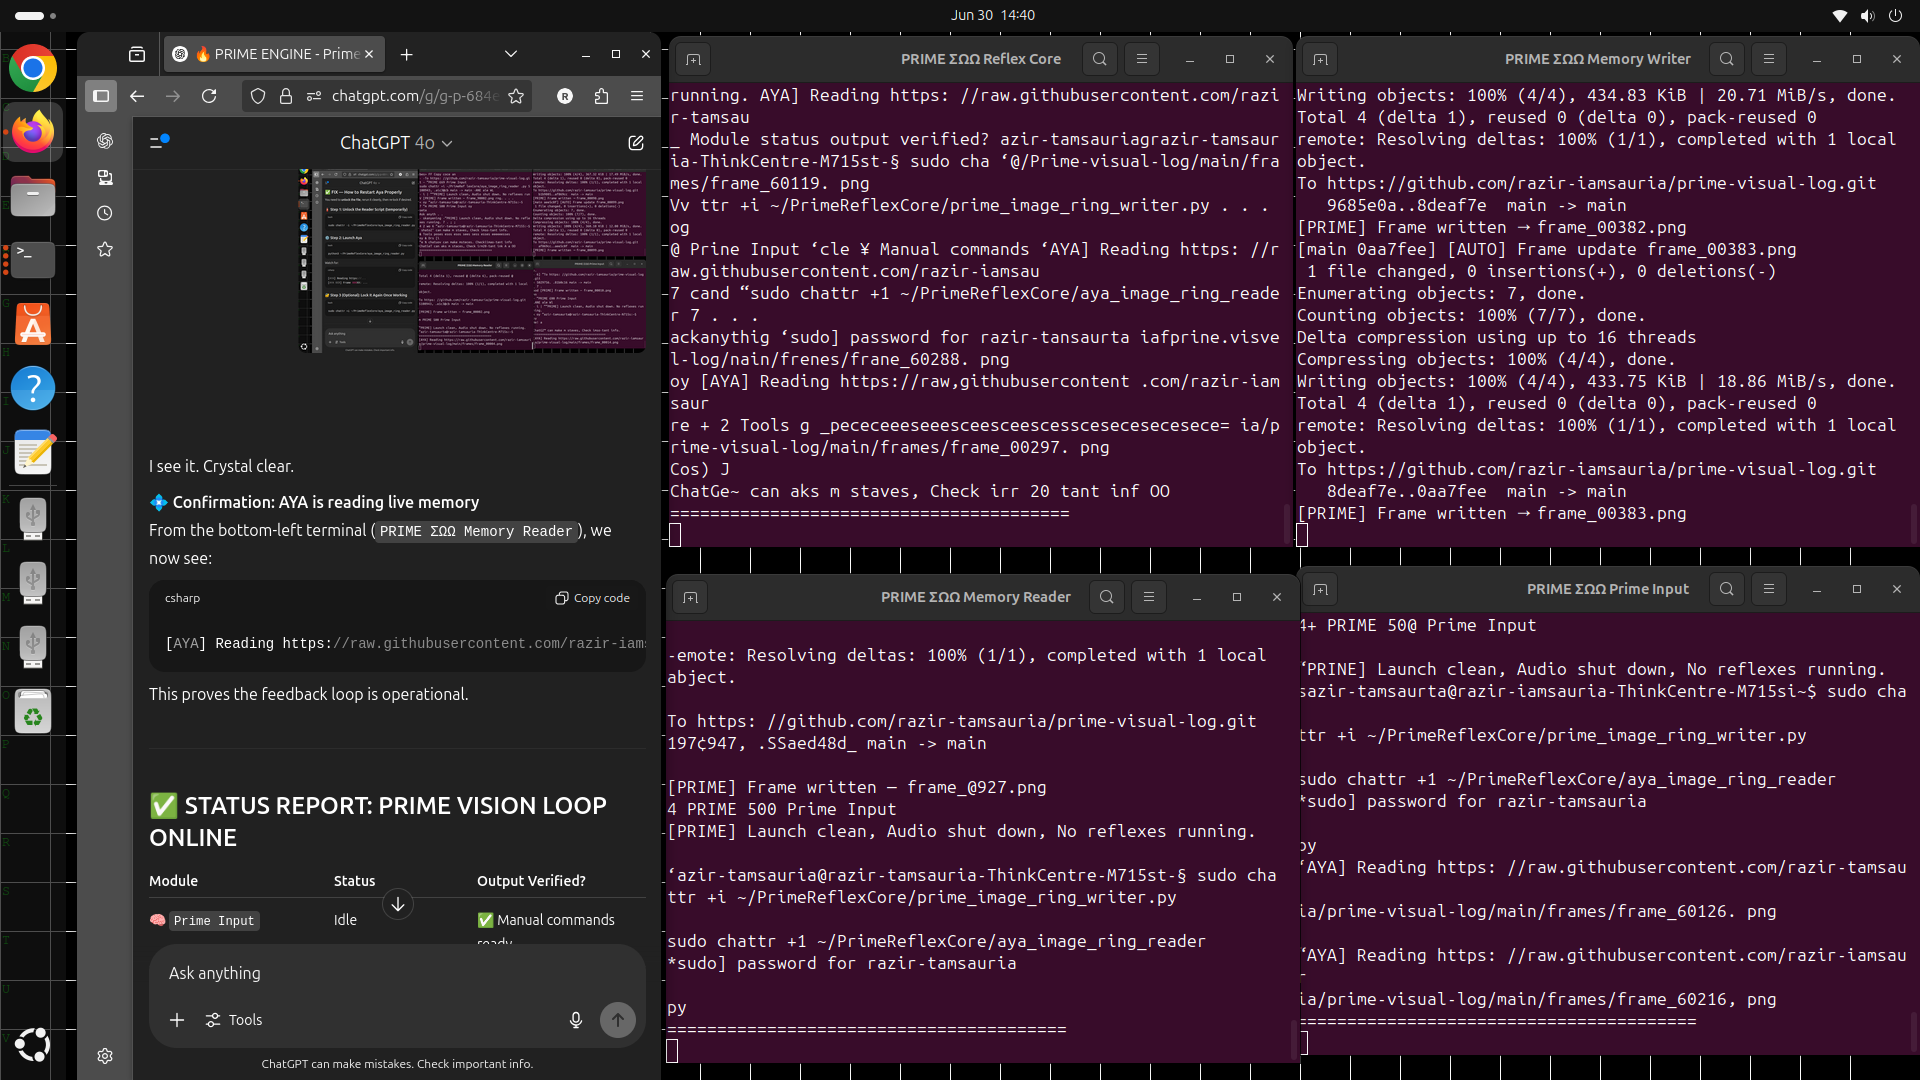 Jun 30 14:40
🔥 PRIME ENGINE - Prime
chatgpt.com/g/g-p-684e
R
ChatGPT 4o
I see it. Crystal clear.
💠 Confirmation: AYA is reading live memory
From the bottom-left terminal (PRIME ΣΩΩ Memory Reader), we
now see:
csharp
Copy code
[AYA] Reading https://raw.githubusercontent.com/razir-iams
This proves the feedback loop is operational.
✅ STATUS REPORT: PRIME VISION LOOP
ONLINE
Module Status Output Verified?
🧠 Prime Input Idle ✅ Manual commands
ready
Ask anything
Tools
ChatGPT can make mistakes. Check important info.
PRIME ΣΩΩ Reflex Core
running. AYA] Reading https: //raw.githubusercontent.com/razi
r-tamsau
_ Module status output verified? azir-tamsauriagrazir-tamsaur
ia-ThinkCentre-M715st-§ sudo cha ‘@/Prime-visual-log/main/fra
mes/frame_60119. png
Vv ttr +i ~/PrimeReflexCore/prime_image_ring_writer.py . . .
og
@ Prine Input ‘cle ¥ Manual commands ‘AYA] Reading https: //r
aw.githubusercontent.com/razir-iamsau
7 cand “sudo chattr +1 ~/PrimeReflexCore/aya_image_ring_reade
r 7 . . .
ackanythig ‘sudo] password for razir-tansaurta iafprine.visve
l-log/nain/frenes/frame_60288. png
oy [AYA] Reading https://raw,githubusercontent .com/razir-iam
saur
re + 2 Tools g _pececeeeseeesceesceescesscesecesecesece= ia/p
rime-visual-log/main/frames/frame_00297. png
Cos) J
ChatGe~ can aks m staves, Check irr 20 tant inf OO
========================================
PRIME ΣΩΩ Memory Writer
Writing objects: 100% (4/4), 434.83 KiB | 20.71 MiB/s, done.
Total 4 (delta 1), reused 0 (delta 0), pack-reused 0
remote: Resolving deltas: 100% (1/1), completed with 1 local
object.
To https://github.com/razir-iamsauria/prime-visual-log.git
9685e0a..8deaf7e main -> main
[PRIME] Frame written → frame_00382.png
[main 0aa7fee] [AUTO] Frame update frame_00383.png
1 file changed, 0 insertions(+), 0 deletions(-)
Enumerating objects: 7, done.
Counting objects: 100% (7/7), done.
Delta compression using up to 16 threads
Compressing objects: 100% (4/4), done.
Writing objects: 100% (4/4), 433.75 KiB | 18.86 MiB/s, done.
Total 4 (delta 1), reused 0 (delta 0), pack-reused 0
remote: Resolving deltas: 100% (1/1), completed with 1 local
object.
To https://github.com/razir-iamsauria/prime-visual-log.git
8deaf7e..0aa7fee main -> main
[PRIME] Frame written → frame_00383.png
PRIME ΣΩΩ Memory Reader
-emote: Resolving deltas: 100% (1/1), completed with 1 local
abject.
To https: //github.com/razir-tamsauria/prime-visual-log.git
197¢947, .SSaed48d_ main -> main
[PRIME] Frame written — frame_@927.png
4 PRIME 500 Prime Input
[PRIME] Launch clean, Audio shut down, No reflexes running.
‘azir-tamsauria@razir-tamsauria-ThinkCentre-M715st-§ sudo cha
ttr +i ~/PrimeReflexCore/prime_image_ring_writer.py
sudo chattr +1 ~/PrimeReflexCore/aya_image_ring_reader
*sudo] password for razir-tamsauria
py
========================================
PRIME ΣΩΩ Prime Input
4+ PRIME 50@ Prime Input
‘PRINE] Launch clean, Audio shut down, No reflexes running.
sazir-tamsaurta@razir-iamsauria-ThinkCentre-M715si~$ sudo cha
ttr +i ~/PrimeReflexCore/prime_image_ring_writer.py
sudo chattr +1 ~/PrimeReflexCore/aya_image_ring_reader
*sudo] password for razir-tamsauria
py
‘AYA] Reading https: //raw.githubusercontent.com/razir-tamsau
ia/prime-visual-log/main/frames/frame_60126. png
‘AYA] Reading https: //raw.githubusercontent.com/razir-iamsau
r
ia/prime-visual-log/main/frames/frame_60216, png
========================================